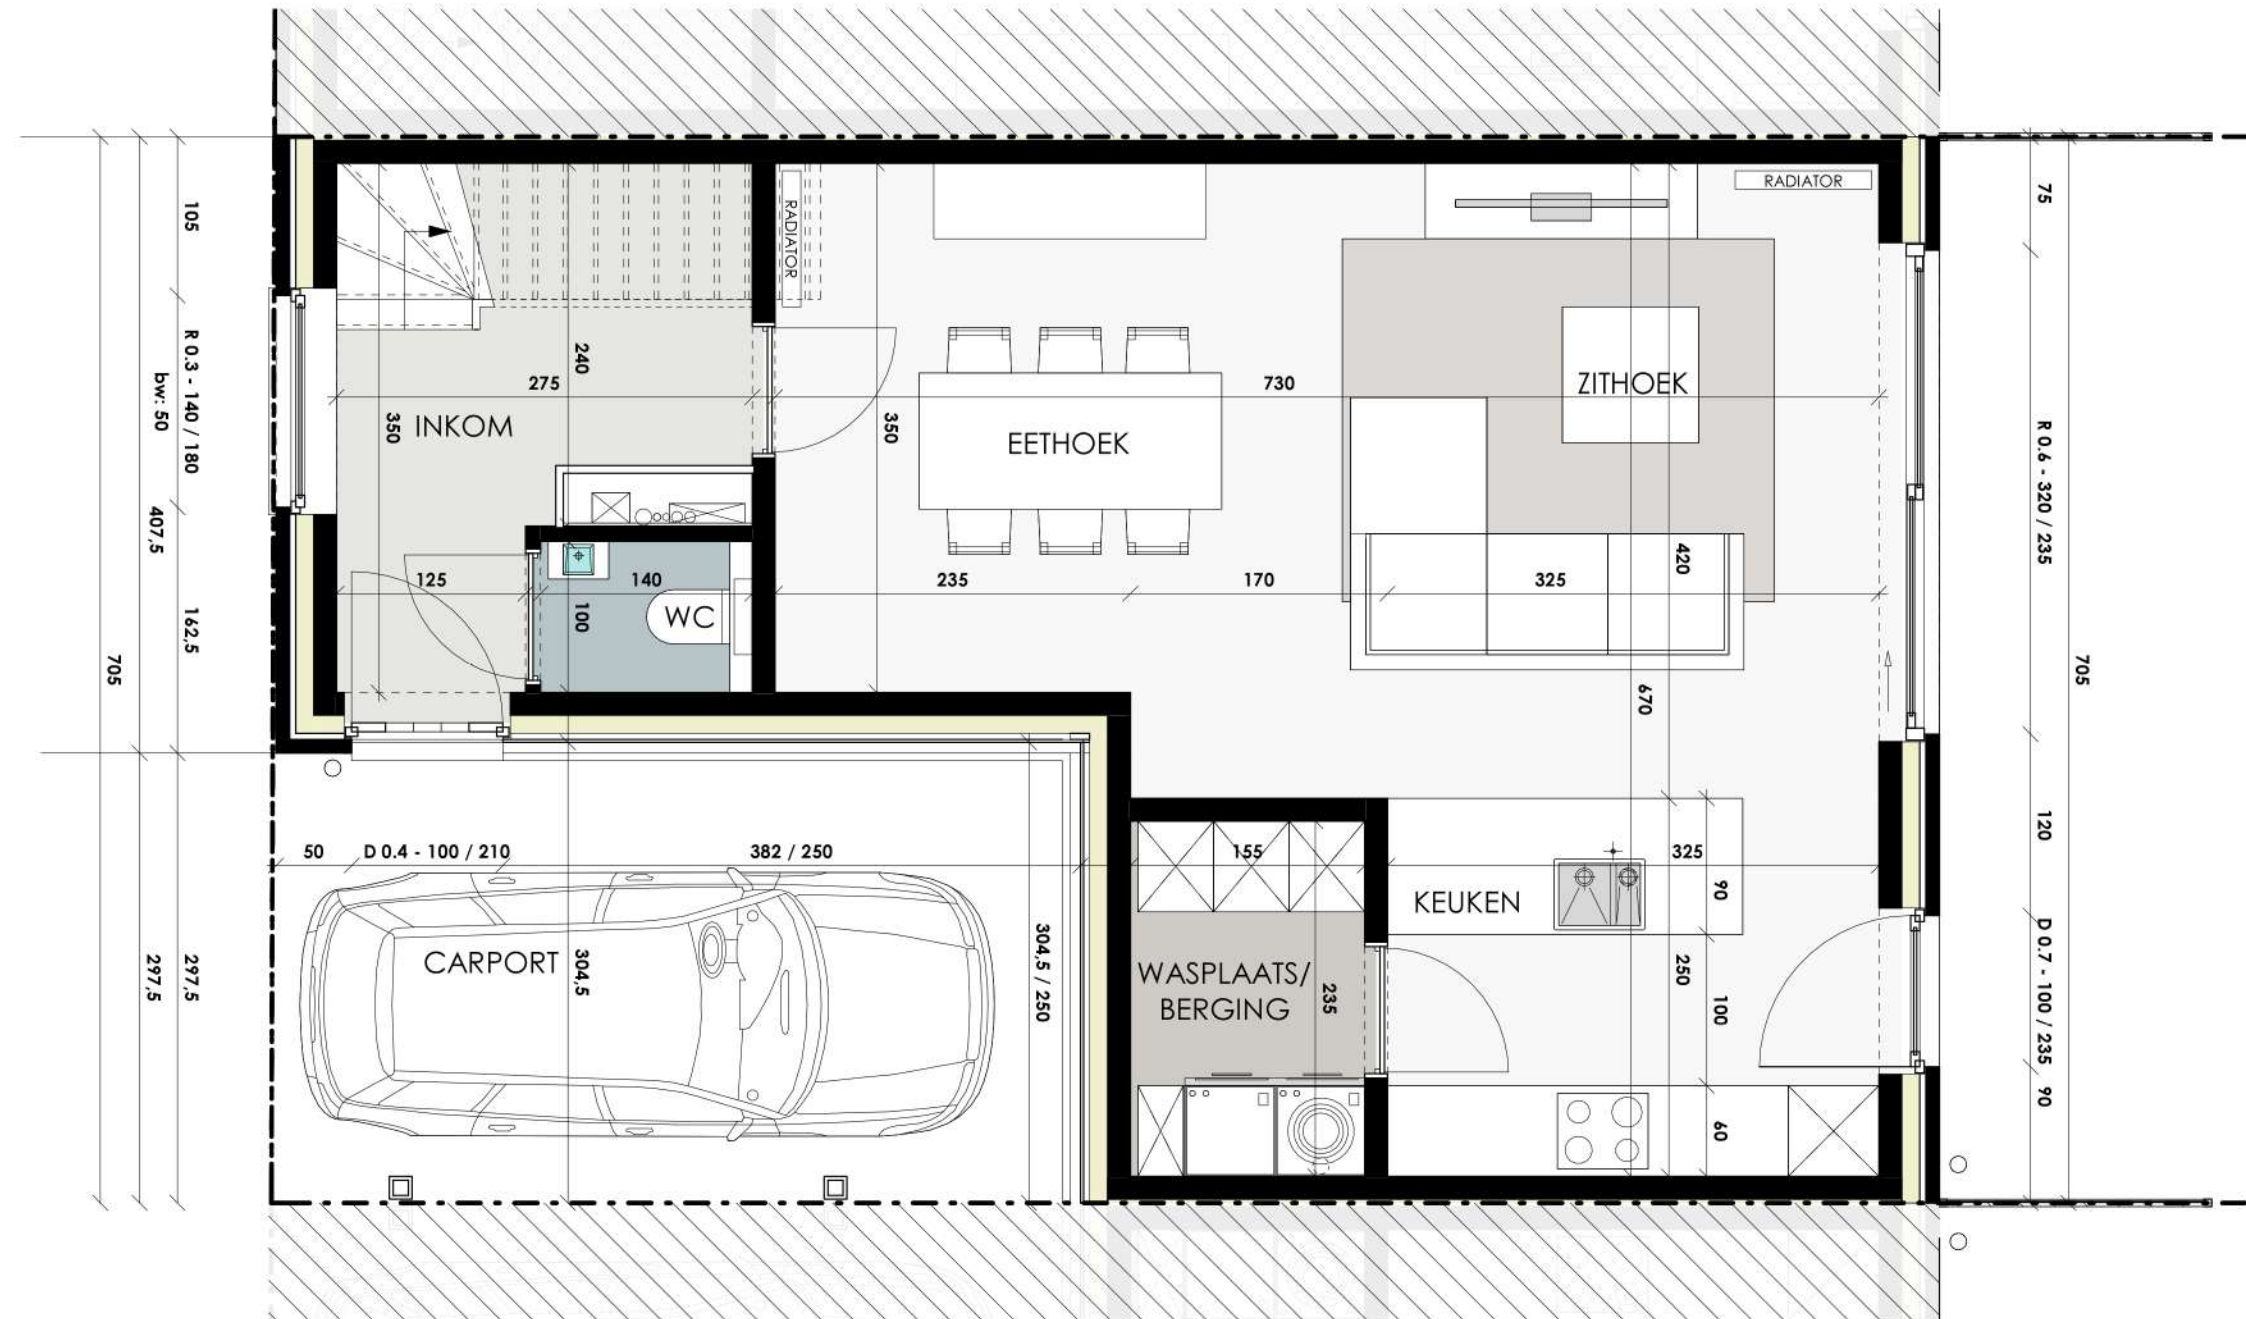 RADIATOR
75
105
RADIATOR
R 0.3 - 140 / 180
bwv: 50
240
275
730
ZITHOEK
350
INKOM
350
EETHOEK
R 0.6 - 320 / 235
407,5
125
140
235
170
325
420
162,5
100
WC
705
670
705
50
D 0.4 - 100 / 210
382 / 250
155
325
120
KEUKEN
90
CARPORT
304,5
304,5 / 250
WASPLAATS/
BERGING
235
250
100
297,5
297,5
D 0.7 - 100 / 235
60
90